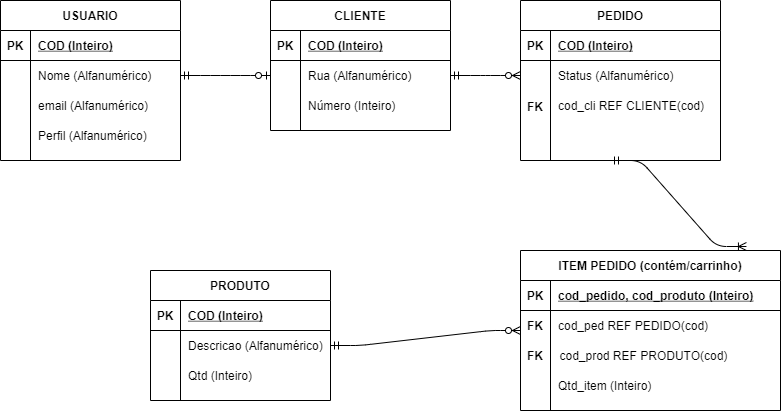 USUARIO
PK COD (Inteiro)
Nome (Alfanumérico)
email (Alfanumérico)
Perfil (Alfanumérico)
CLIENTE
PK COD (Inteiro)
Rua (Alfanumérico)
Número (Inteiro)
PEDIDO
PK COD (Inteiro)
Status (Alfanumérico)
FK cod_cli REF CLIENTE(cod)
PRODUTO
PK COD (Inteiro)
Descricao (Alfanumérico)
Qtd (Inteiro)
ITEM PEDIDO (contém/carrinho)
PK cod_pedido, cod_produto (Inteiro)
FK cod_ped REF PEDIDO(cod)
FK cod_prod REF PRODUTO(cod)
Qtd_item (Inteiro)